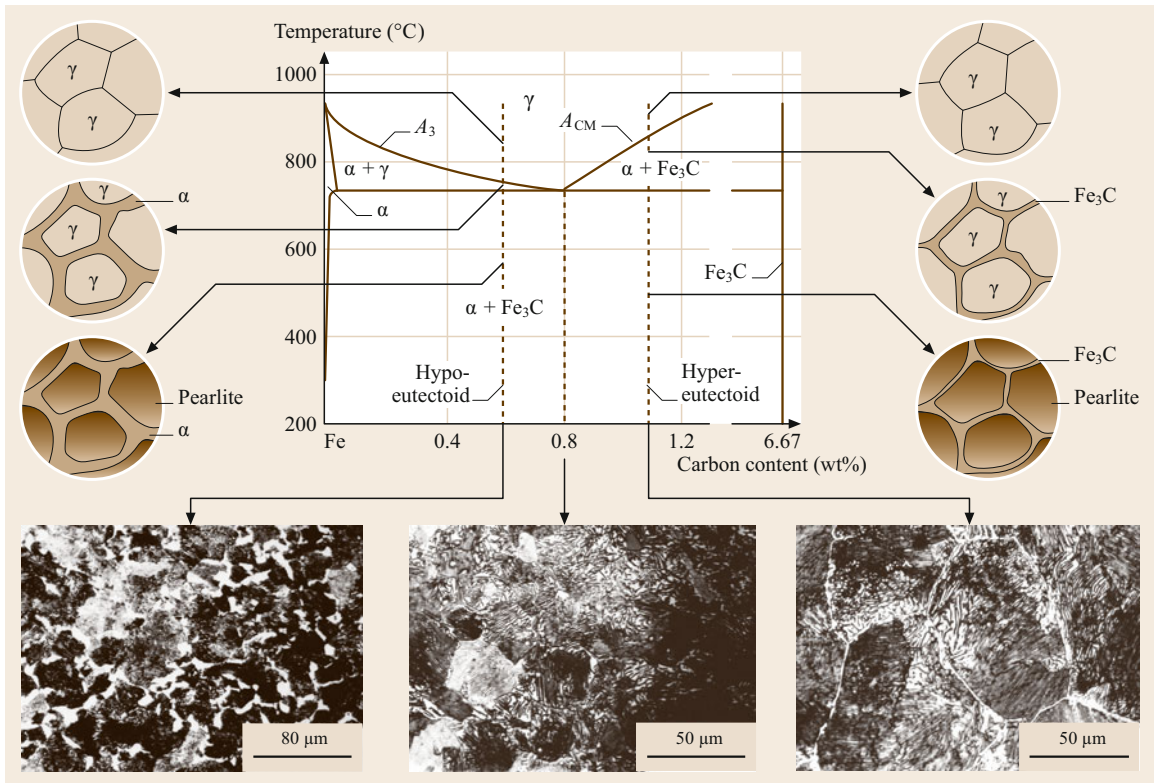 Temperature (°C)
1000
800
600
400
200
Fe
0.4
0.8
1.2
6.67
Carbon content (wt%)
γ
A3
ACM
α + γ
α + Fe3C
α
Fe3C
α + Fe3C
Hypo-
eutectoid
Hyper-
eutectoid
γ
γ
γ
α
γ
γ
Pearlite
α
γ
γ
γ
Fe3C
γ
γ
Fe3C
Pearlite
80 μm
50 μm
50 μm